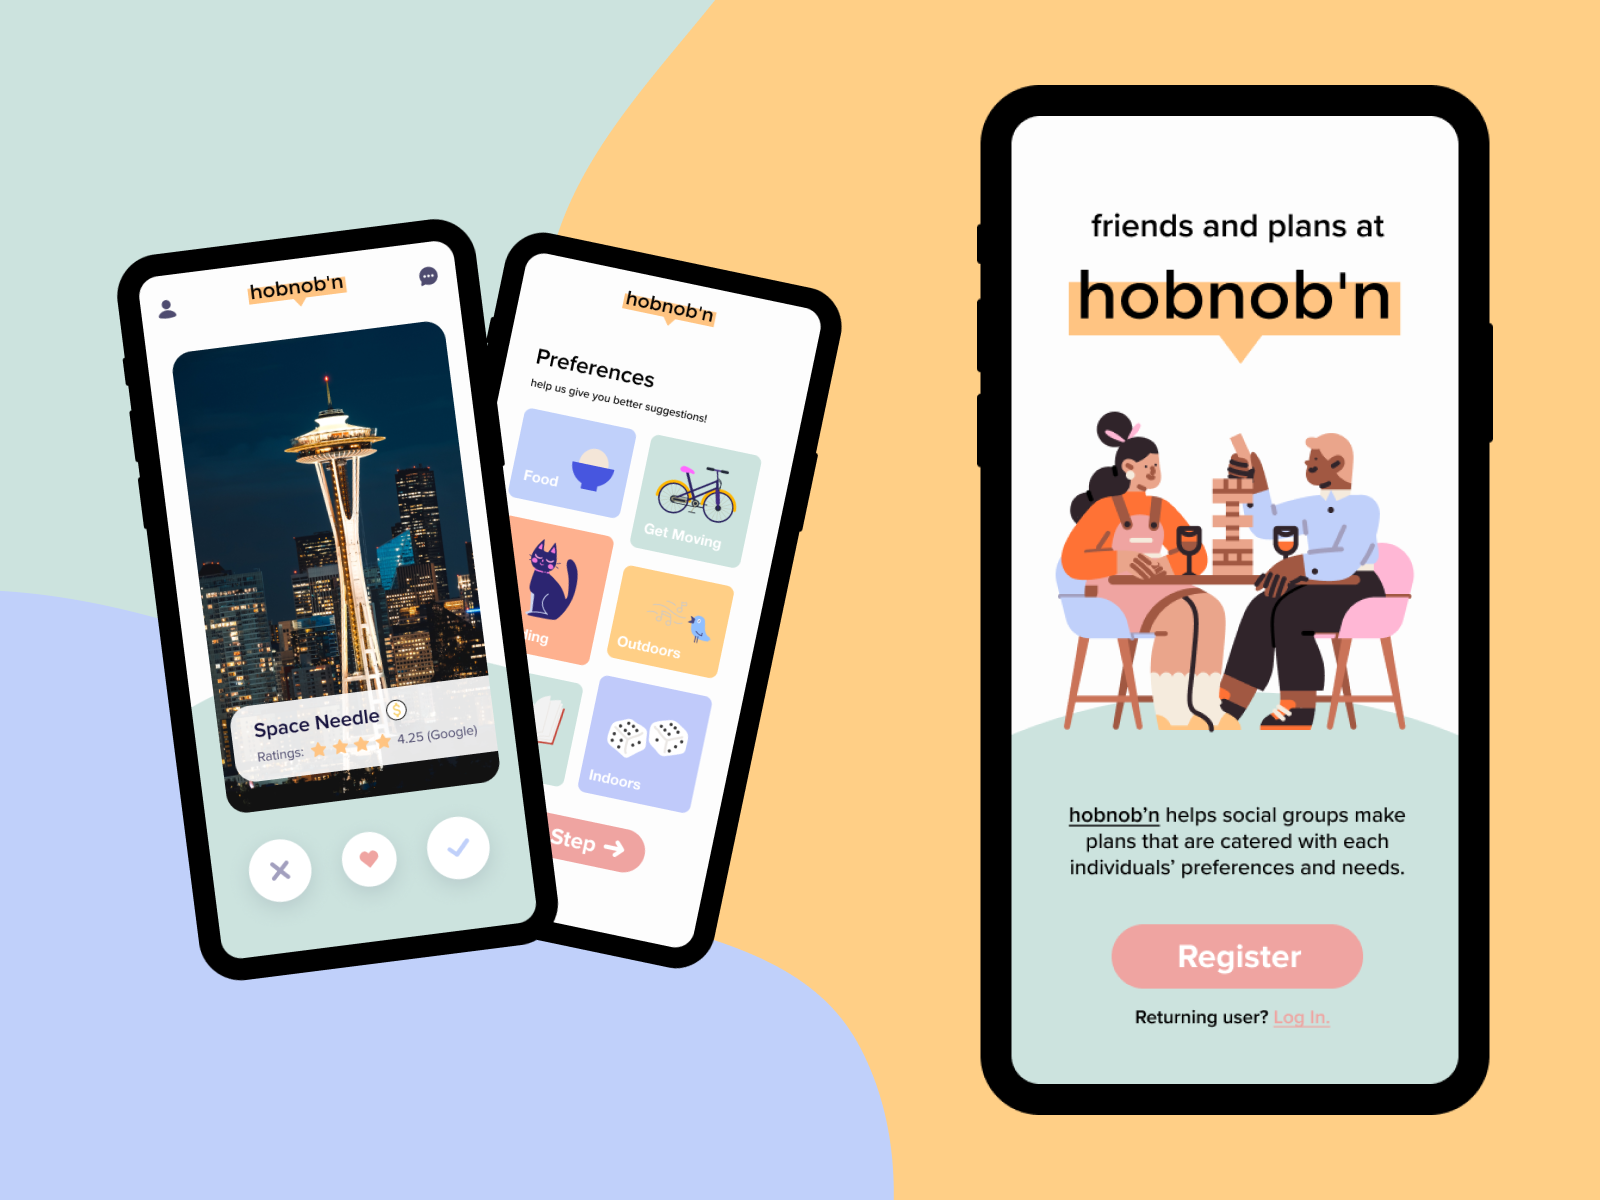 hobnob'n
Space Needle $
Ratings: 4.25 (Google)
hobnob'n
Preferences
help us give you better suggestions!
Food
Get Moving
Outdoors
Indoors
Step
friends and plans at
hobnob'n
hobnob’n helps social groups make
plans that are catered with each
individuals’ preferences and needs.
Register
Returning user? Log In.